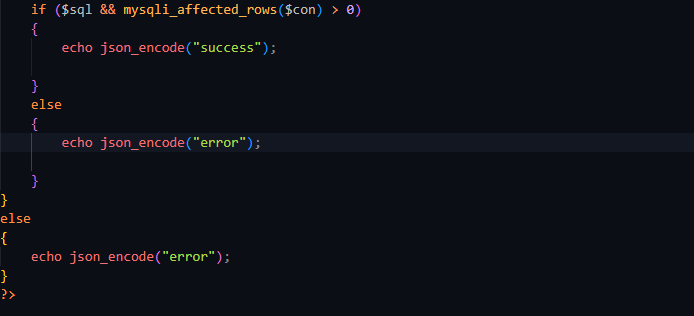 if ($sql && mysqli_affected_rows($con) > 0)
{
echo json_encode("success");
}
else
{
echo json_encode("error");
}
}
else
{
echo json_encode("error");
}
?>